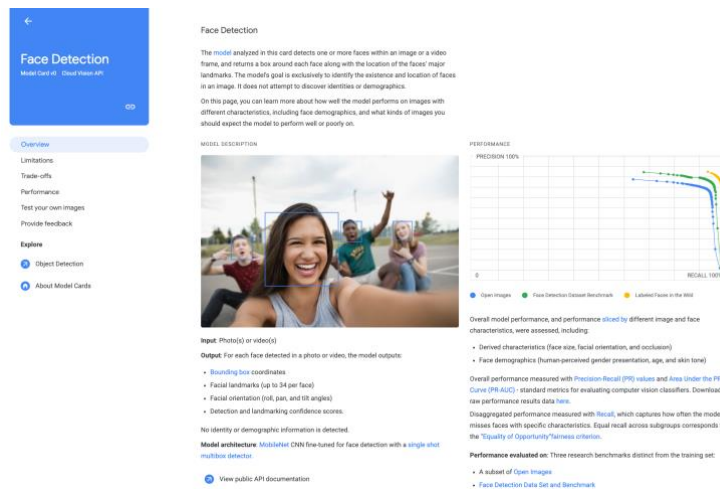 Face Detection
Model Card v0 Cloud Vision API
Overview
Limitations
Trade-offs
Performance
Test your own images
Provide feedback
Explore
Object Detection
About Model Cards
Face Detection
The model analyzed in this card detects one or more faces within an image or a video
frame, and returns a box around each face along with the location of the faces' major
landmarks. The model's goal is exclusively to identify the existence and location of faces
in an image. It does not attempt to discover identities or demographics.
On this page, you can learn more about how well the model performs on images with
different characteristics, including face demographics, and what kinds of images you
should expect the model to perform well or poorly on.
MODEL DESCRIPTION
Input: Photo(s) or video(s)
Output: For each face detected in a photo or video, the model outputs:
• Bounding box coordinates
• Facial landmarks (up to 34 per face)
• Facial orientation (roll, pan, and tilt angles)
• Detection and landmarking confidence scores.
No identity or demographic information is detected.
Model architecture: MobileNet CNN fine-tuned for face detection with a single shot
multibox detector.
View public API documentation
PERFORMANCE
PRECISION 100%
0
RECALL 100%
Open Images
Face Detection Dataset Benchmark
Labeled Faces in the Wild
Overall model performance, and performance sliced by different image and face
characteristics, were assessed, including:
• Derived characteristics (face size, facial orientation, and occlusion)
• Face demographics (human-perceived gender presentation, age, and skin tone)
Overall performance measured with Precision-Recall (PR) values and Area Under the PR
Curve (PR-AUC) - standard metrics for evaluating computer vision classifiers. Download
raw performance results data here.
Disaggregated performance measured with Recall, which captures how often the mode
misses faces with specific characteristics. Equal recall across subgroups corresponds
the "Equality of Opportunity" fairness criterion.
Performance evaluated on: Three research benchmarks distinct from the training set:
• A subset of Open Images
• Face Detection Data Set and Benchmark